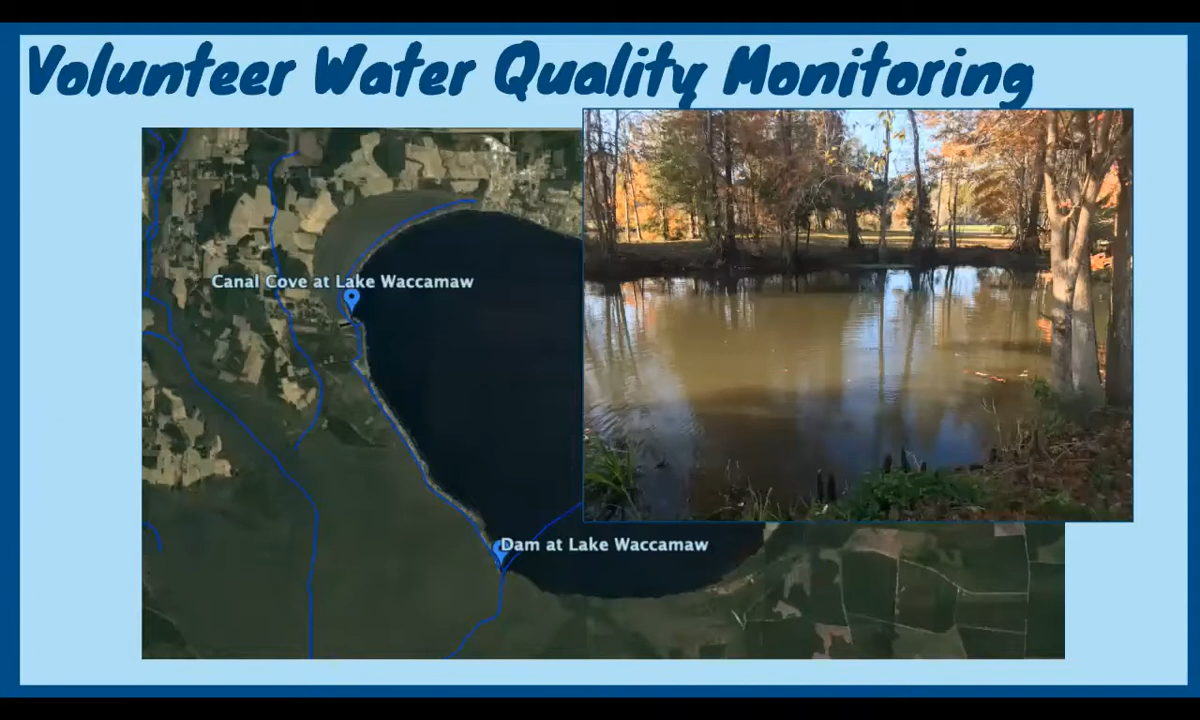 Volunteer Water Quality Monitoring
Canal Cove at Lake Waccamaw
Dam at Lake Waccamaw